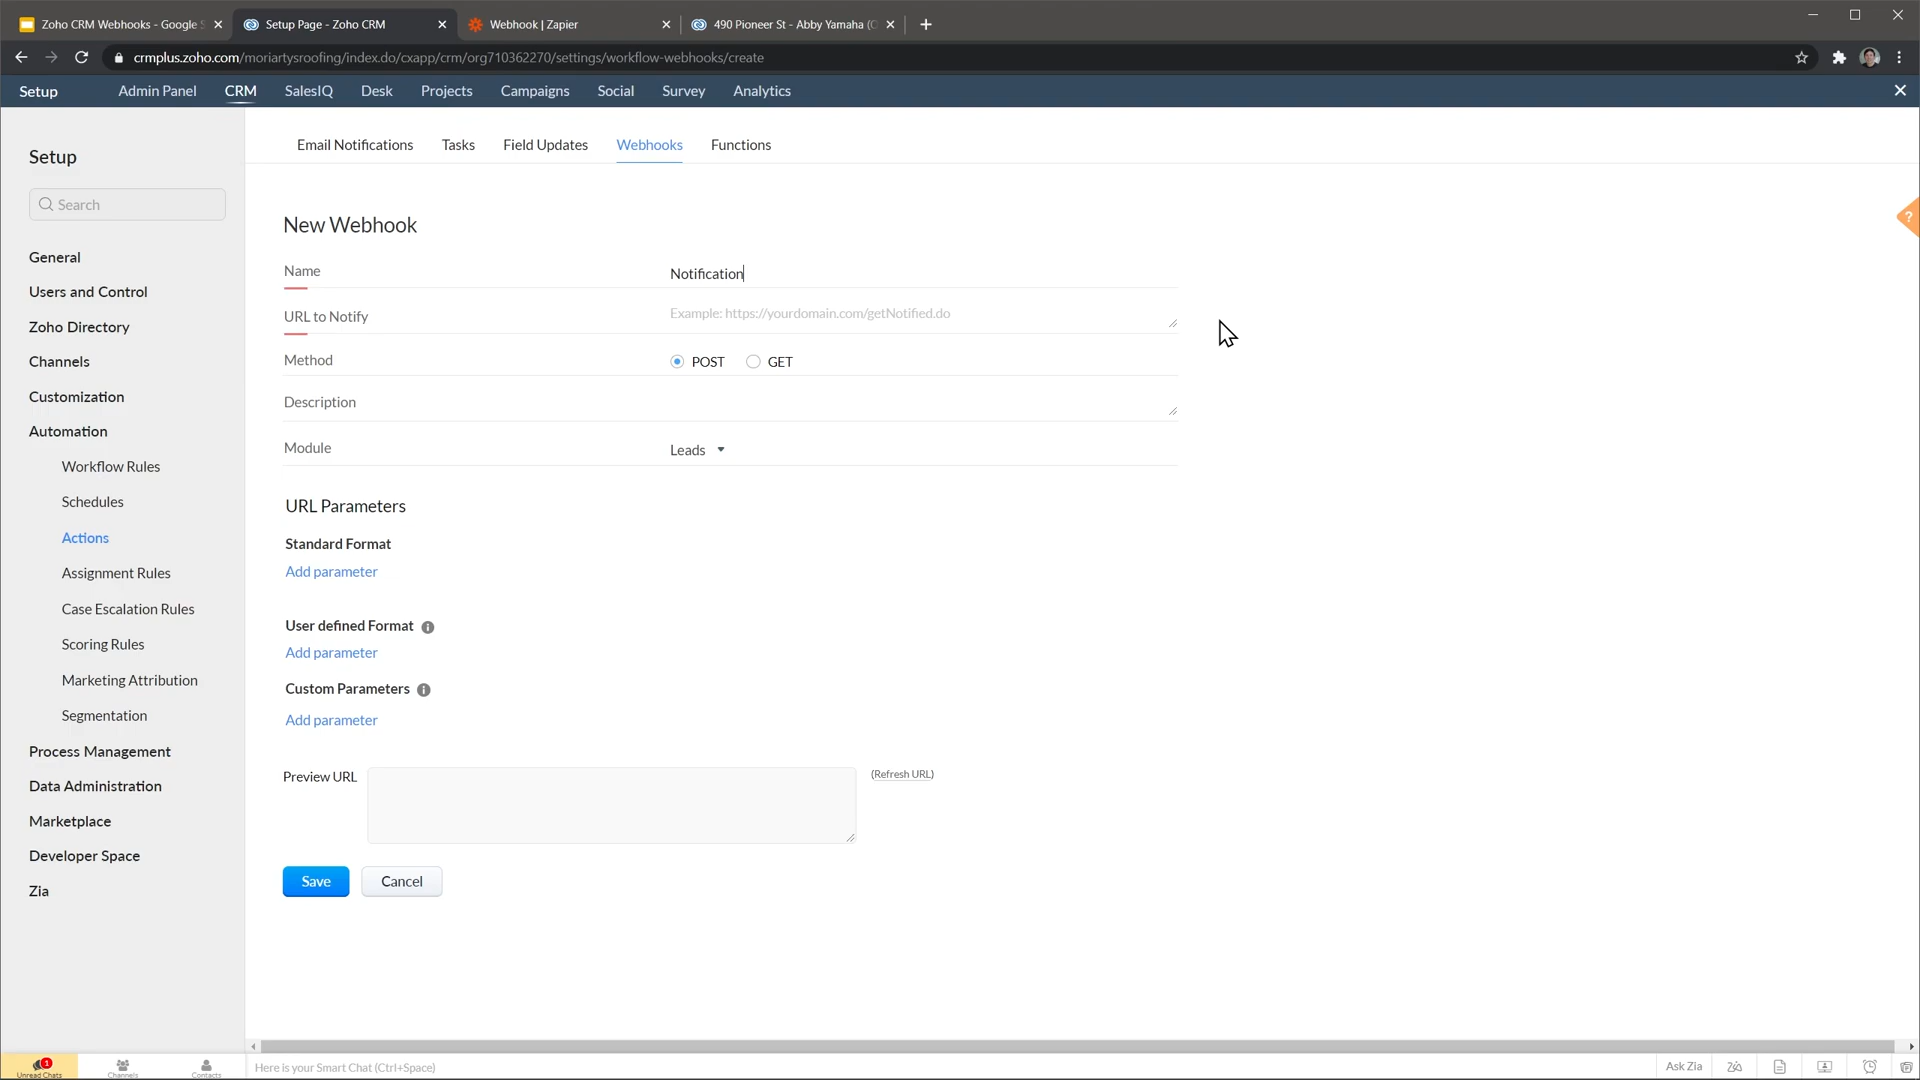 Zoho CRM Webhooks - Google S
Setup Page - Zoho CRM
Webhook | Zapier
490 Pioneer St - Abby Yamaha (C
crmplus.zoho.com/moriartysroofing/index.do/cxapp/crm/org710362270/settings/workflow-webhooks/create
Setup
Admin Panel
CRM
SalesIQ
Desk
Projects
Campaigns
Social
Survey
Analytics
Setup
Search
General
Users and Control
Zoho Directory
Channels
Customization
Automation
Workflow Rules
Schedules
Actions
Assignment Rules
Case Escalation Rules
Scoring Rules
Marketing Attribution
Segmentation
Process Management
Data Administration
Marketplace
Developer Space
Zia
Email Notifications
Tasks
Field Updates
Webhooks
Functions
New Webhook
Name
Notification
URL to Notify
Example: https://yourdomain.com/getNotified.do
Method
POST
GET
Description
Module
Leads
URL Parameters
Standard Format
Add parameter
User defined Format
Add parameter
Custom Parameters
Add parameter
Preview URL
(Refresh URL)
Save
Cancel
?
1
Unread Chats
Channels
Contacts
Here is your Smart Chat (Ctrl+Space)
Ask Zia